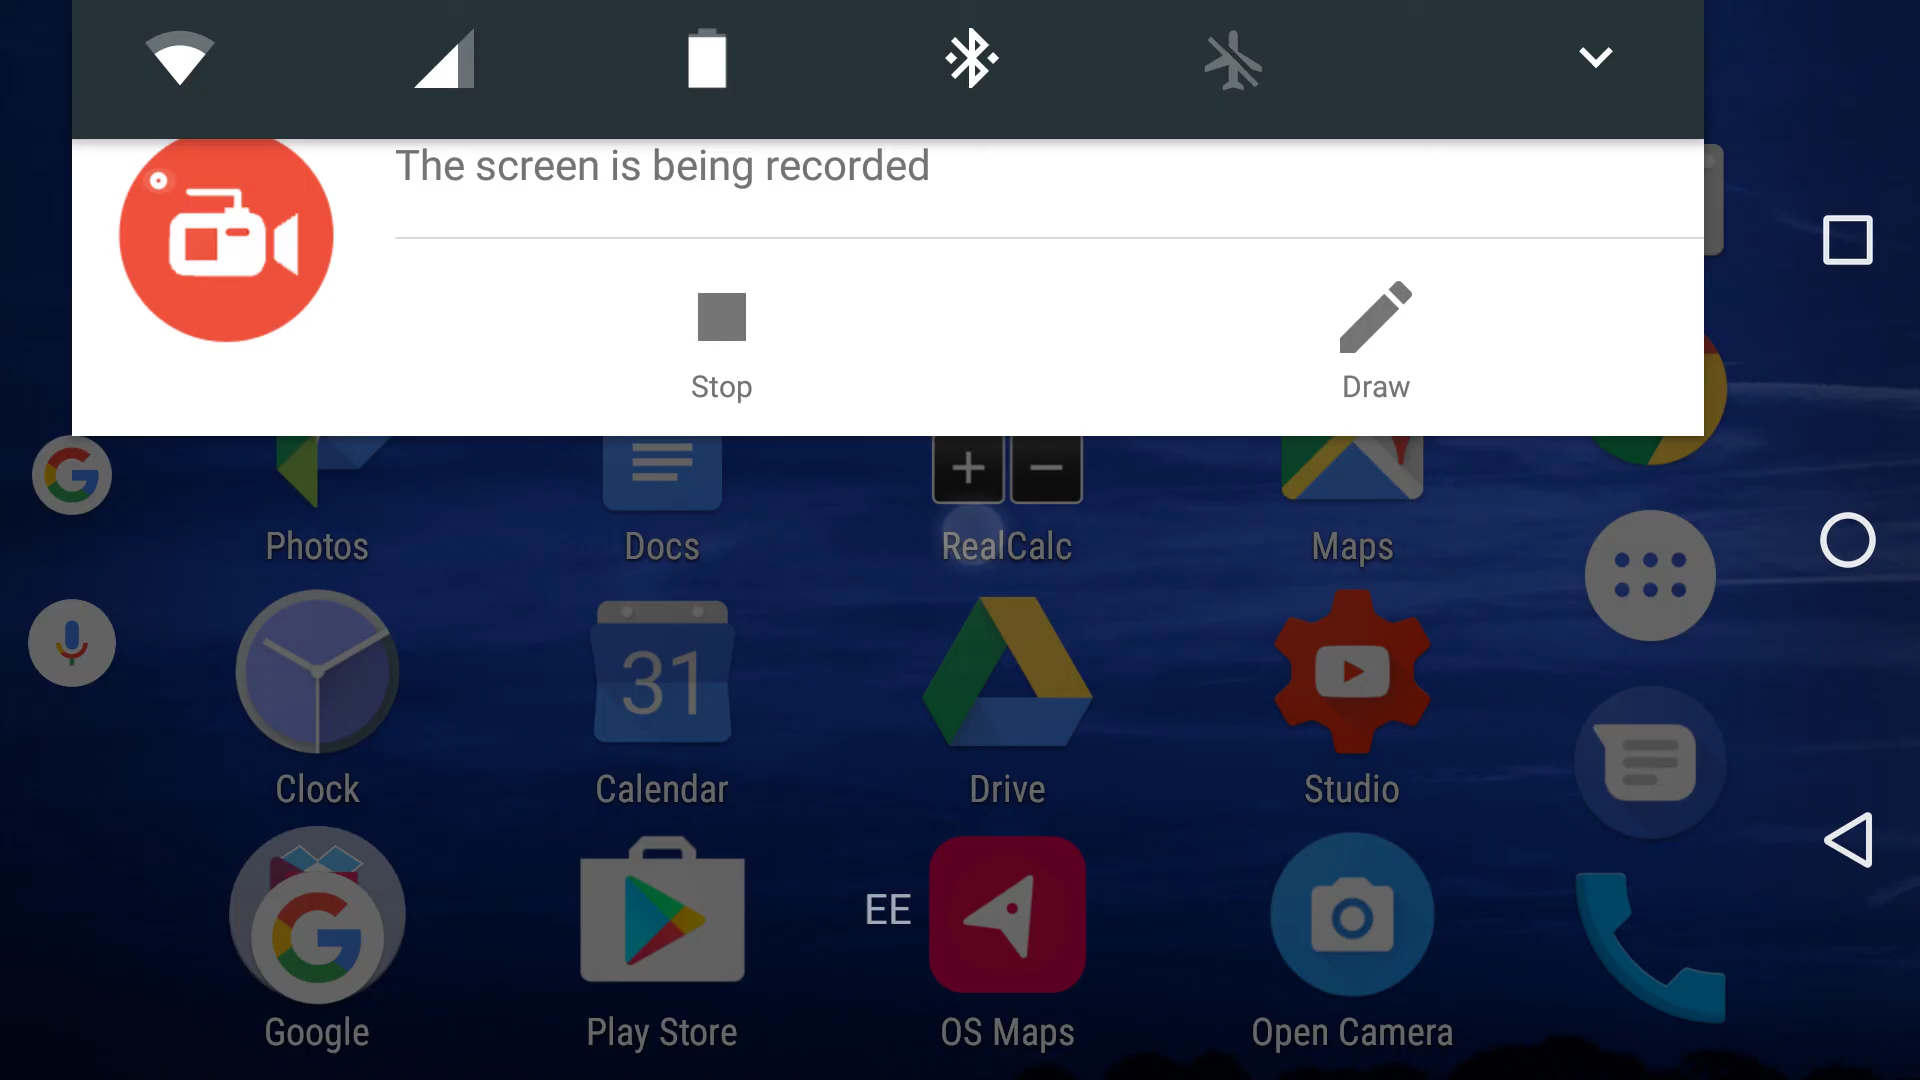 The screen is being recorded
Stop
Draw
Photos
Docs
RealCalc
Maps
Clock
31
Calendar
Drive
Studio
EE
Google
Play Store
OS Maps
Open Camera